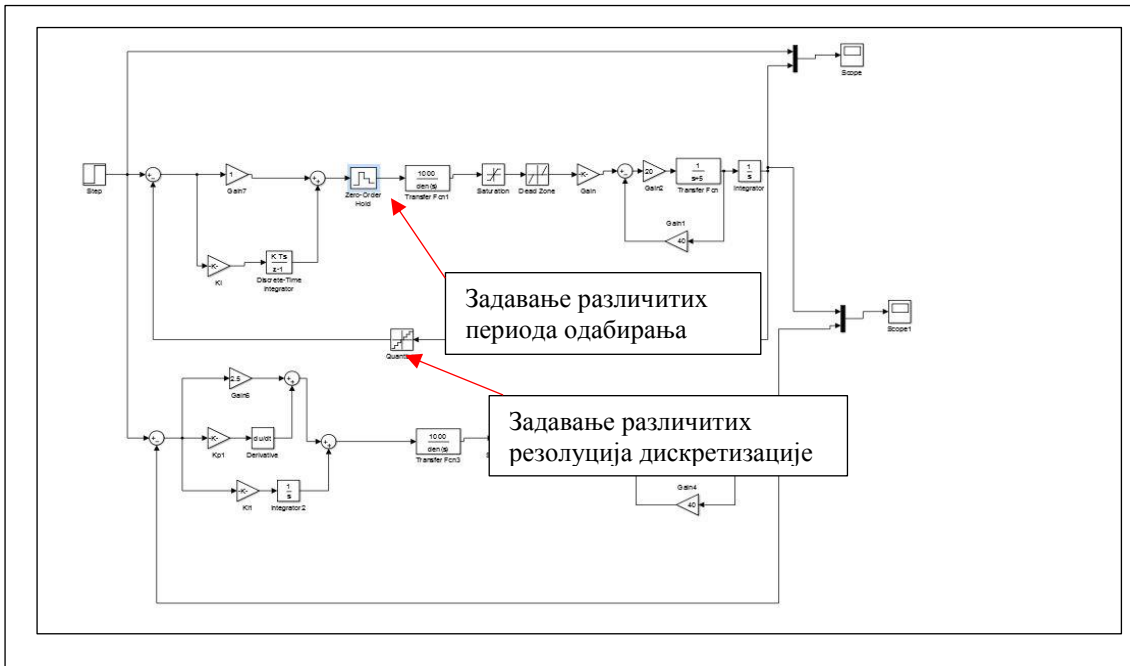 Scope
Step
1
Gain7
Zero-Order
Hold
1000
den(s)
Transfer Fcn1
Saturation
Dead Zone
-K-
Gain
20
Gain2
1
s+5
Transfer Fcn
1
s
Integrator
Gain1
40
-K-
KI
K Ts
z-1
Discrete-Time
Integrator
Задавање различитих
периода одабирања
Scope1
Задавање различитих
резолуција дискретизације
2.5
Gain6
-K-
Kp1
du/dt
Derivative
-K-
KI1
1
s
Integrator2
1000
den(s)
Transfer Fcn3
Gain4
40